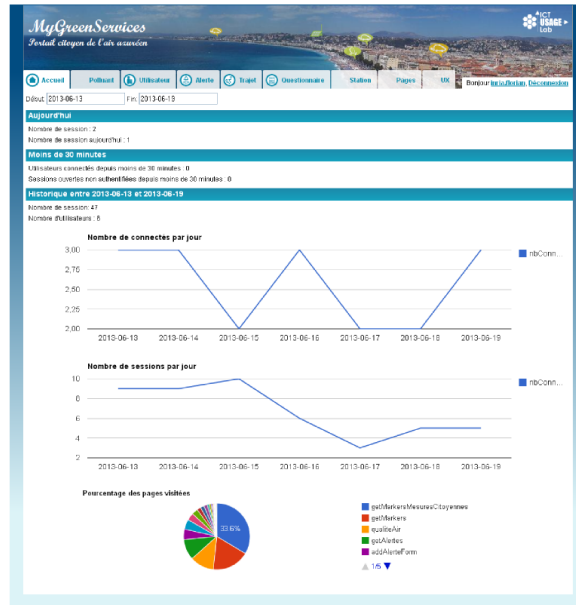 MyGreenServices
Portail citoyen de l'air azuréen
ICT
USAGE
Lab
Accueil Polluant Utilisateur Alerte Trajet Questionnaire Station Pages UX Bonjour inria.florian, Déconnexion
Début: 2013-06-13 Fin: 2013-06-19
Aujourd'hui
Nombre de session : 2
Nombre de session aujourd'hui : 1
Moins de 30 minutes
Utilisateurs connectés depuis moins de 30 minutes : 0
Sessions ouvertes non authentifiées depuis moins de 30 minutes : 0
Historique entre 2013-06-13 et 2013-06-19
Nombre de session: 47
Nombre d'utilisateurs : 6
Nombre de connectés par jour
3,00
nbConn...
2,75
2,50
2,25
2,00
2013-06-13 2013-06-14 2013-06-15 2013-06-16 2013-06-17 2013-06-18 2013-06-19
Nombre de sessions par jour
10
nbConn...
8
6
4
2
2013-06-13 2013-06-14 2013-06-15 2013-06-16 2013-06-17 2013-06-18 2013-06-19
Pourcentage des pages visitées
33.6%
getMarkersMesuresCitoyennes
getMarkers
qualiteAir
getAlertes
addAlerteForm
1/5